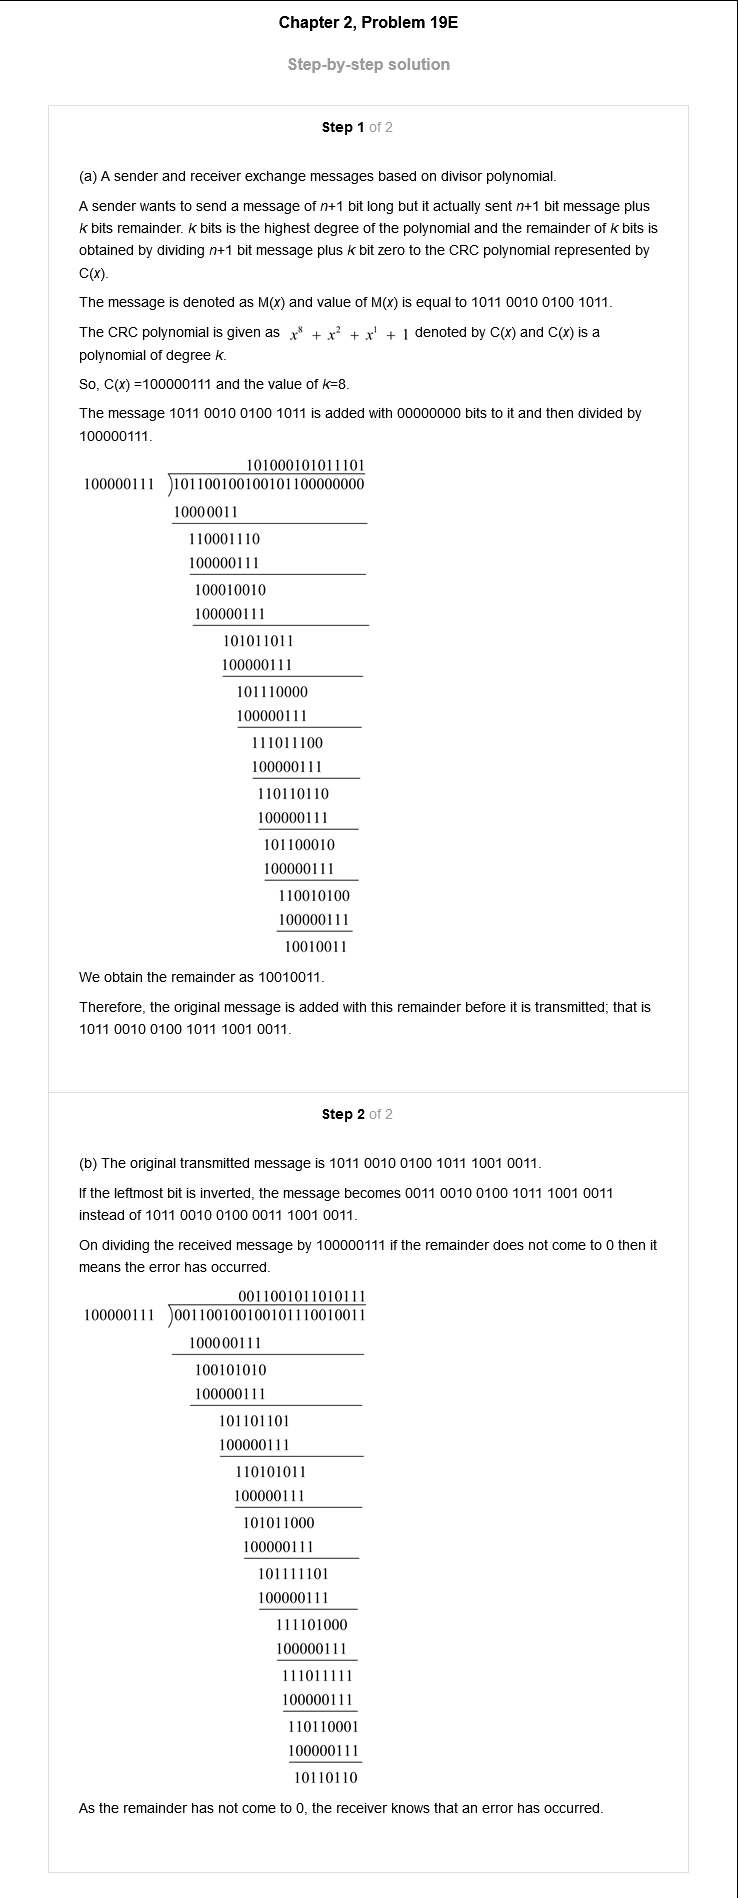 Chapter 2, Problem 19E
Step-by-step solution
Step 1 of 2
(a) A sender and receiver exchange messages based on divisor polynomial.
A sender wants to send a message of n+1 bit long but it actually sent n+1 bit message plus
k bits remainder. k bits is the highest degree of the polynomial and the remainder of k bits is
obtained by dividing n+1 bit message plus k bit zero to the CRC polynomial represented by
C(x).
The message is denoted as M(x) and value of M(x) is equal to 1011 0010 0100 1011.
The CRC polynomial is given as x⁸ + x² + x¹ + 1 denoted by C(x) and C(x) is a
polynomial of degree k.
So, C(x) =100000111 and the value of k=8.
The message 1011 0010 0100 1011 is added with 00000000 bits to it and then divided by
100000111.
101000101011101
100000111 )101100100100101100000000
10000011
110001110
100000111
100010010
100000111
101011011
100000111
101110000
100000111
111011100
100000111
110110110
100000111
101100010
100000111
110010100
100000111
10010011
We obtain the remainder as 10010011.
Therefore, the original message is added with this remainder before it is transmitted; that is
1011 0010 0100 1011 1001 0011.
Step 2 of 2
(b) The original transmitted message is 1011 0010 0100 1011 1001 0011.
If the leftmost bit is inverted, the message becomes 0011 0010 0100 1011 1001 0011
instead of 1011 0010 0100 0011 1001 0011.
On dividing the received message by 100000111 if the remainder does not come to 0 then it
means the error has occurred.
0011001011010111
100000111 )001100100100101110010011
100000111
100101010
100000111
101101101
100000111
110101011
100000111
101011000
100000111
101111101
100000111
111101000
100000111
111011111
100000111
110110001
100000111
10110110
As the remainder has not come to 0, the receiver knows that an error has occurred.